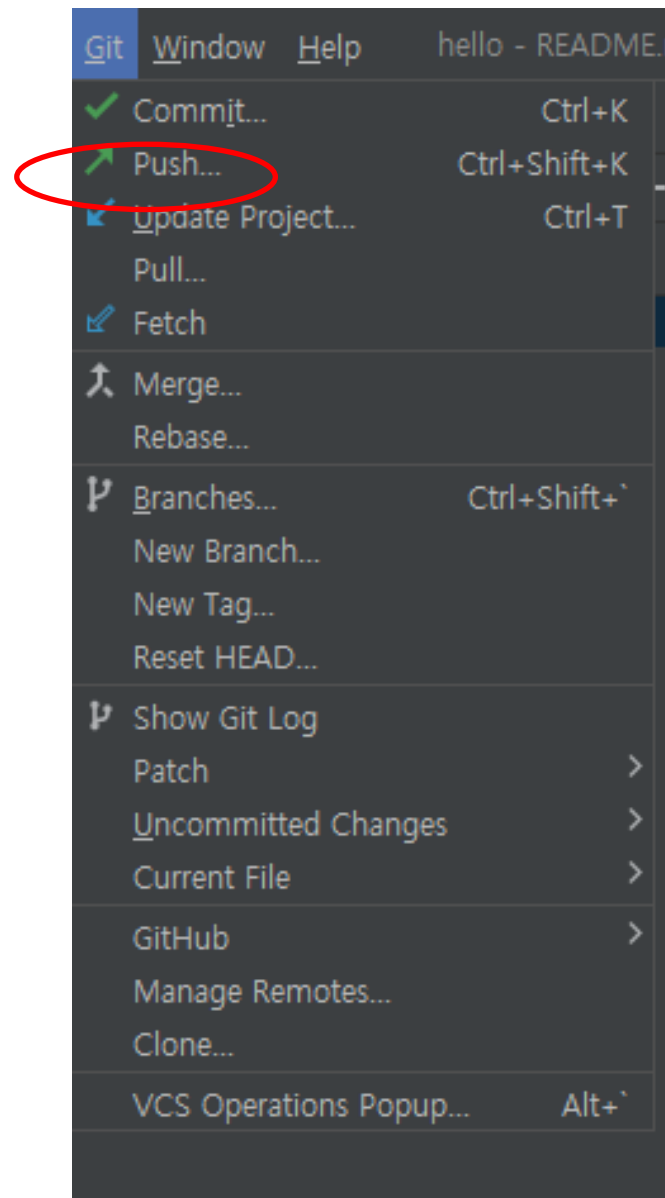 Git Window Help hello - README.
Commit... Ctrl+K
Push... Ctrl+Shift+K
Update Project... Ctrl+T
Pull...
Fetch
Merge...
Rebase...
Branches... Ctrl+Shift+`
New Branch...
New Tag...
Reset HEAD...
Show Git Log
Patch
Uncommitted Changes
Current File
GitHub
Manage Remotes...
Clone...
VCS Operations Popup... Alt+`